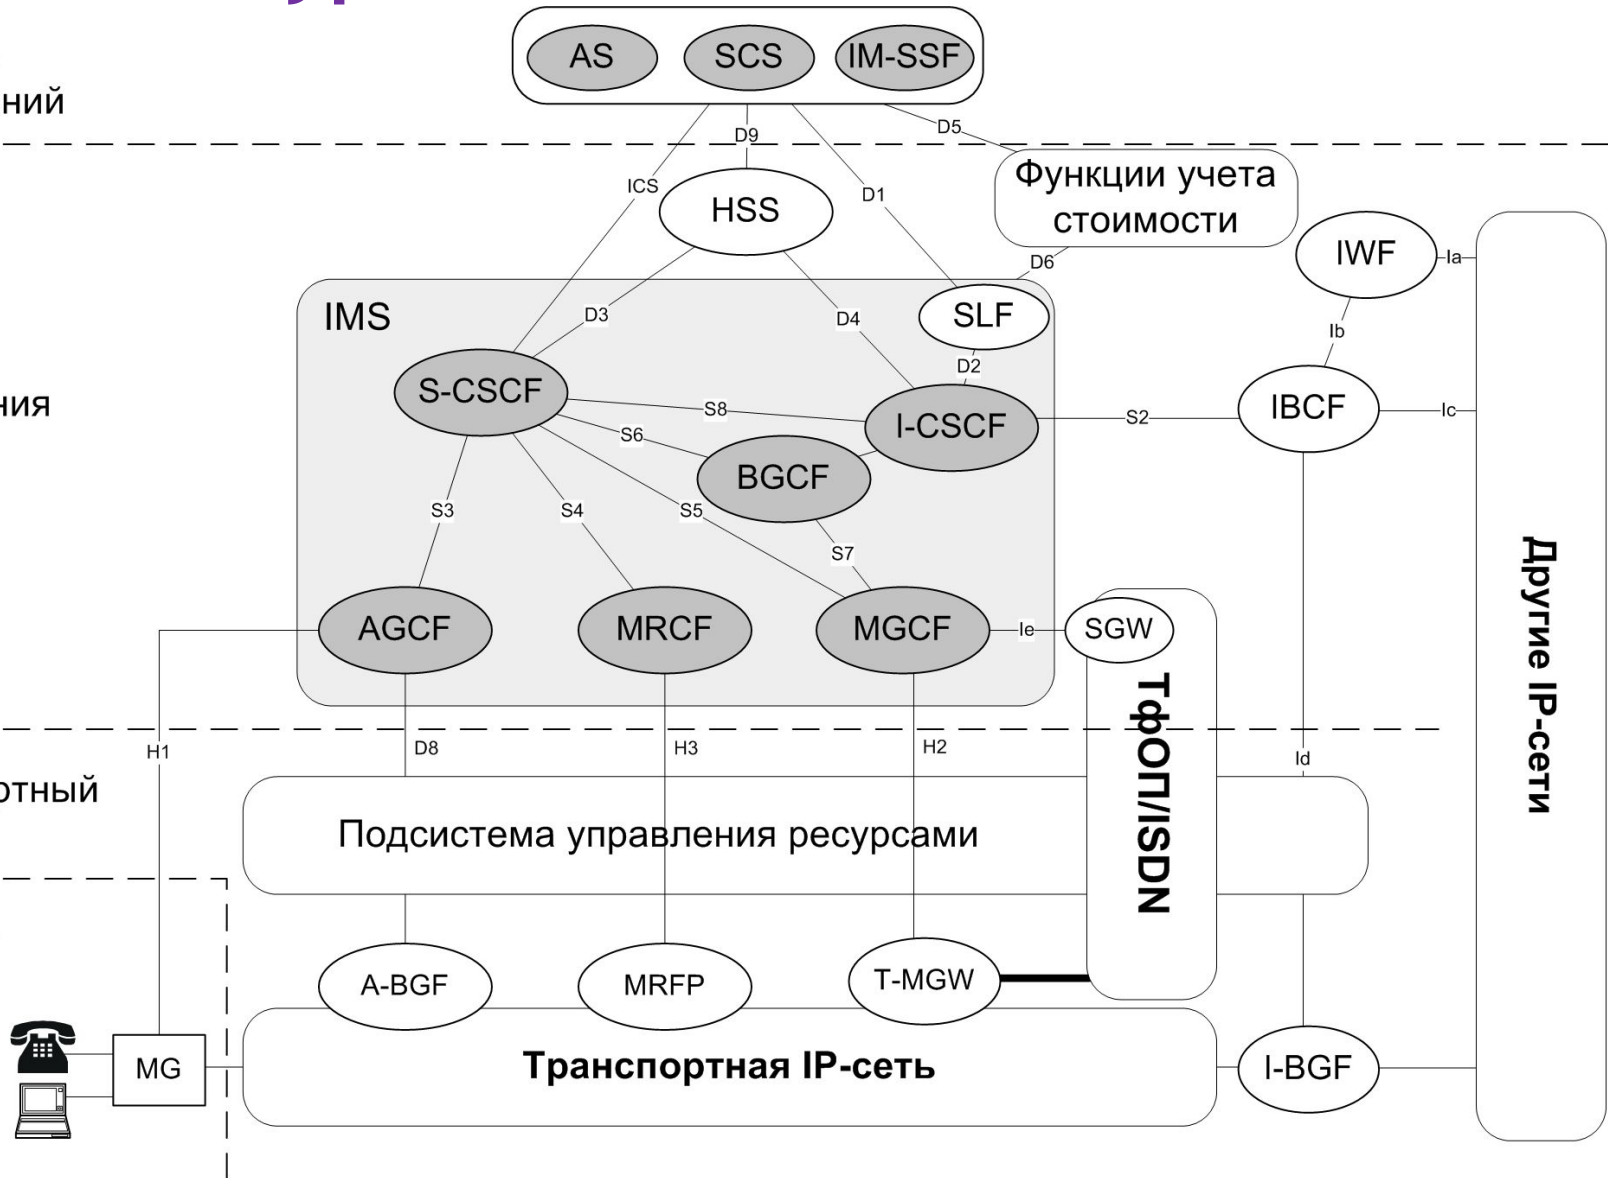 AS
SCS
IM-SSF
ний
D5
D9
Функции учета
стоимости
ICS
HSS
D1
IWF
Ia
D6
IMS
D3
D4
SLF
Ib
D2
S-CSCF
ния
S8
I-CSCF
S2
IBCF
Ic
S6
BGCF
S3
S4
S5
S7
Другие IP-сети
AGCF
MRCF
MGCF
Ie
SGW
ТфОП/ISDN
H1
D8
H3
H2
Id
ртный
Подсистема управления ресурсами
A-BGF
MRFP
T-MGW
MG
Транспортная IP-сеть
I-BGF